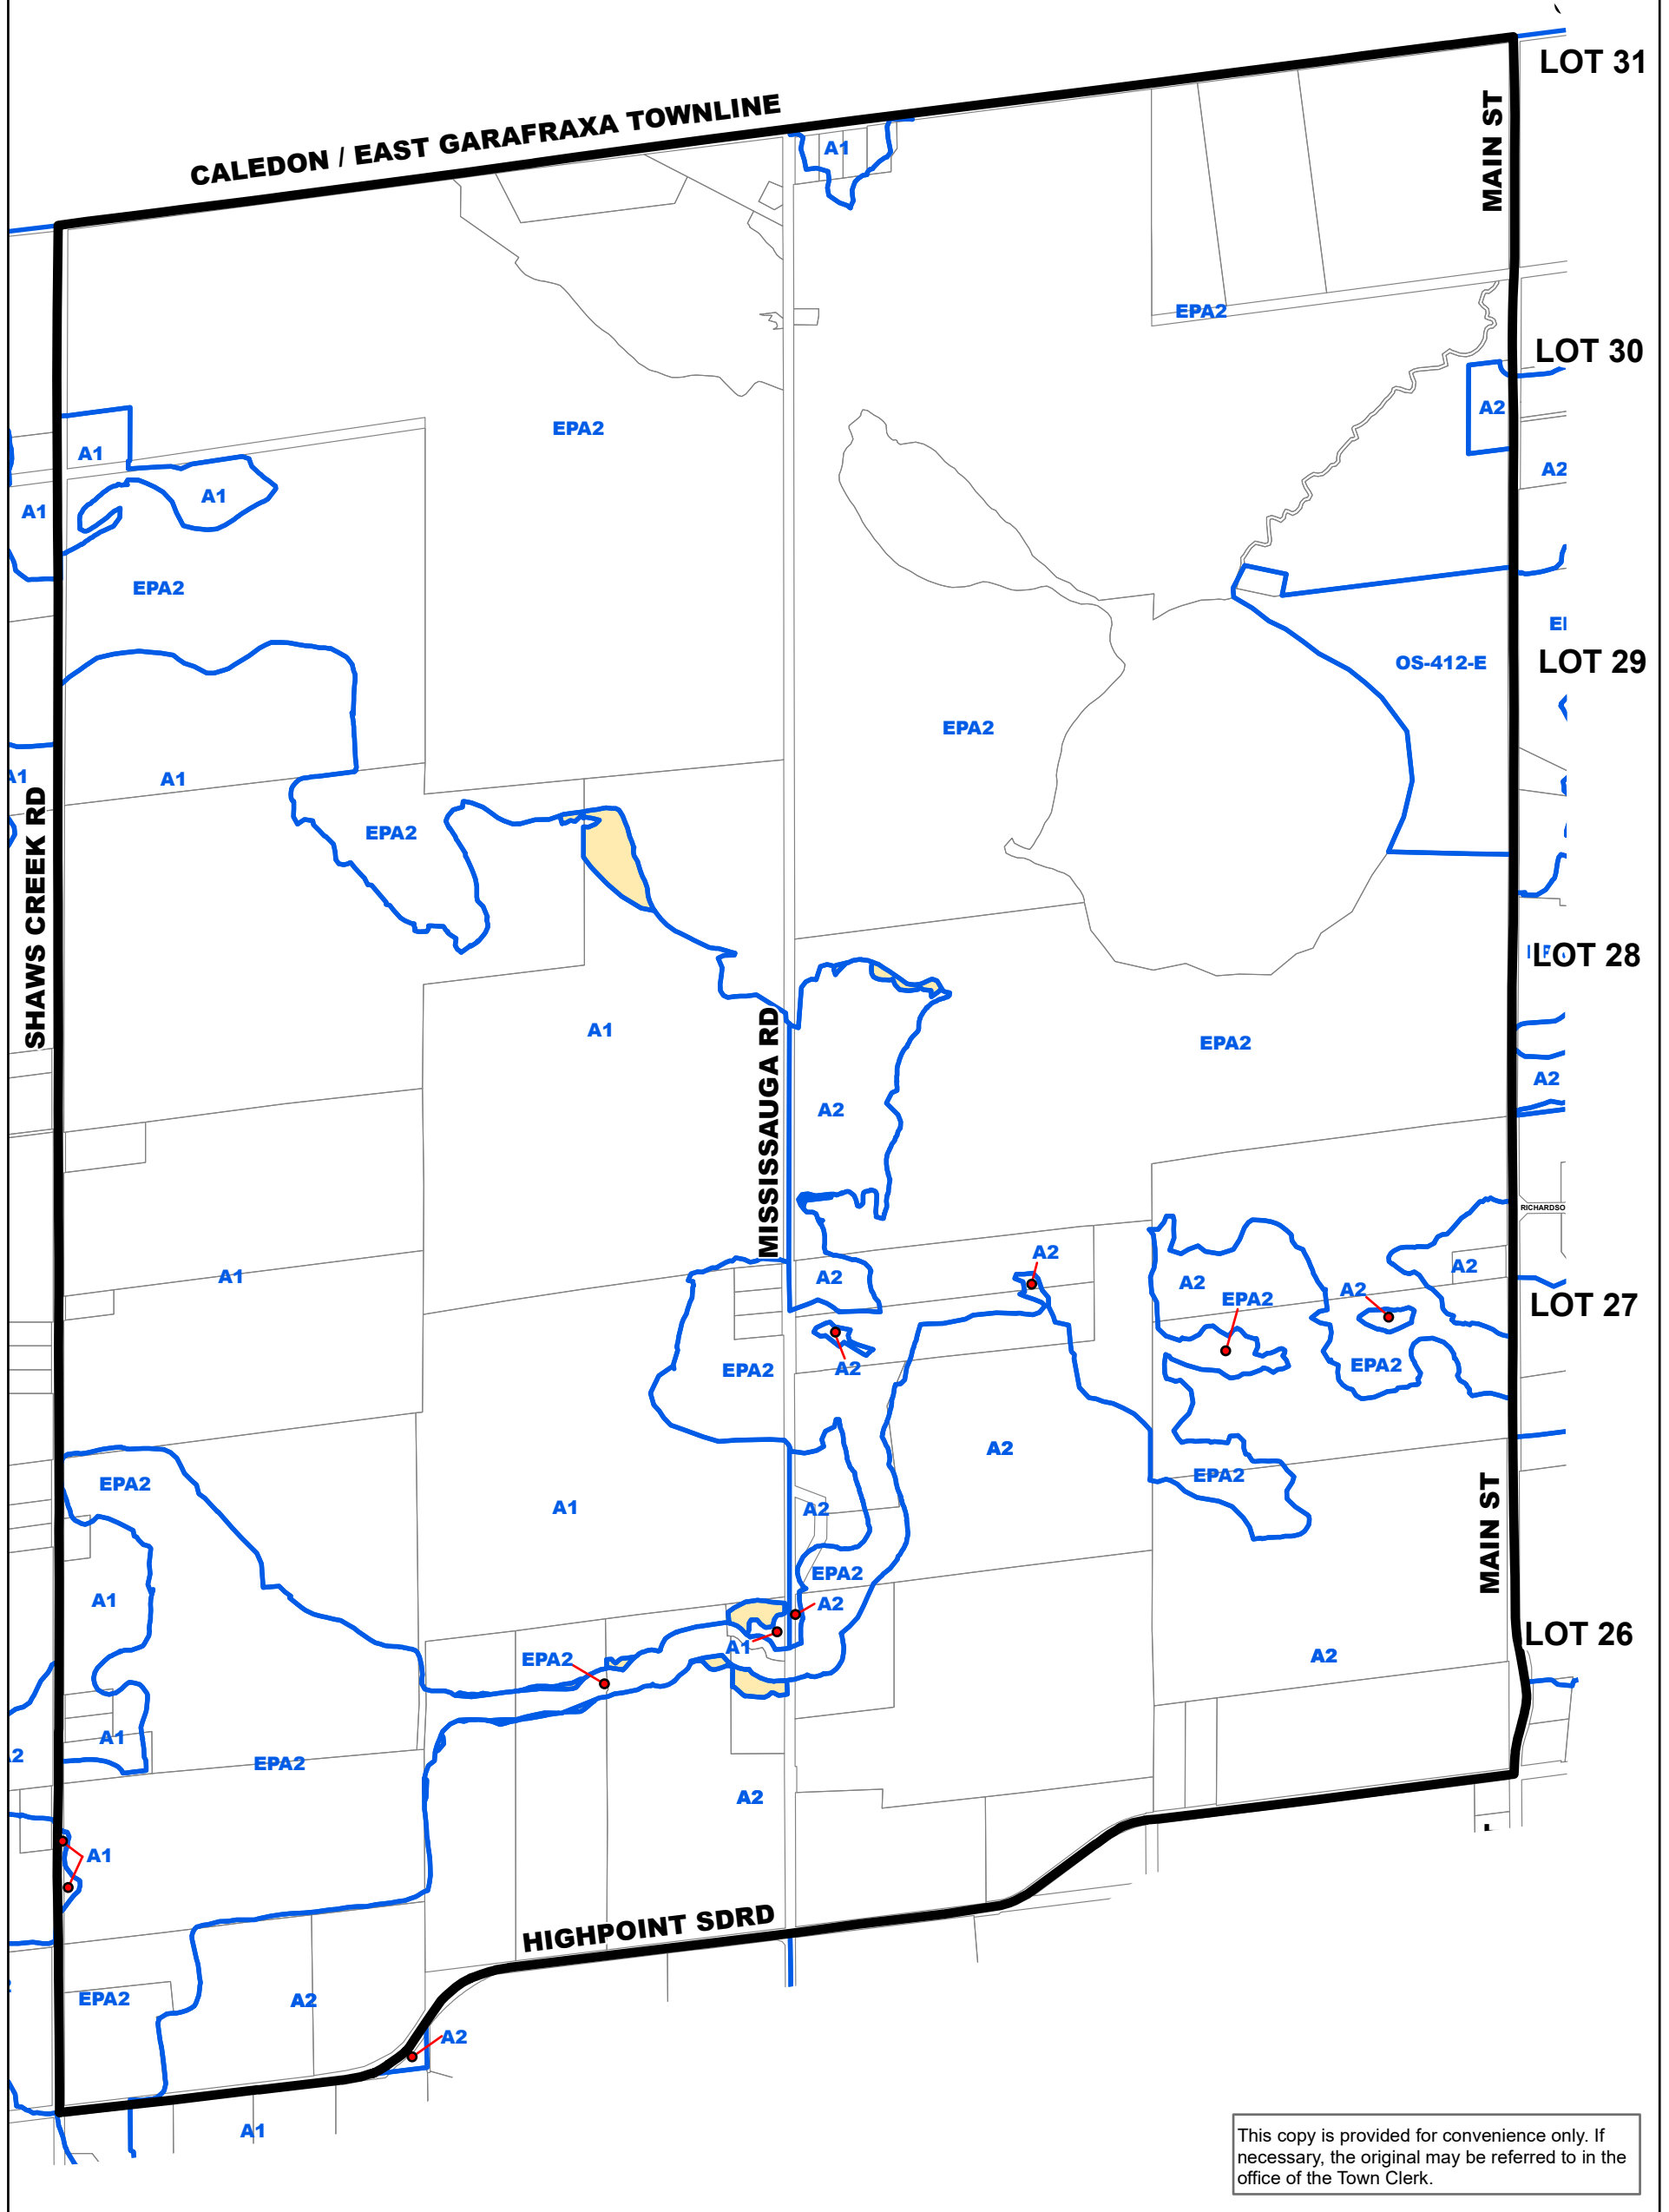 LOT 31
CALEDON / EAST GARAFRAXA TOWNLINE
MAIN ST
A1
EPA2
LOT 30
A2
EPA2
A1
A2
A1
A1
EPA2
LOT 29
OS-412-E
EPA2
A1
A1
EPA2
SHAWS CREEK RD
LOT 28
A1
MISSISSAUGA RD
EPA2
A2
A2
RICHARDSO
A2
A2
A1
A2
A2
A2
EPA2
LOT 27
A2
EPA2
EPA2
A2
EPA2
EPA2
A1
A2
MAIN ST
EPA2
A1
A2
LOT 26
A1
EPA2
A2
A1
EPA2
A2
A1
HIGHPOINT SDRD
EPA2
A2
A2
A1
This copy is provided for convenience only. If
necessary, the original may be referred to in the
office of the Town Clerk.